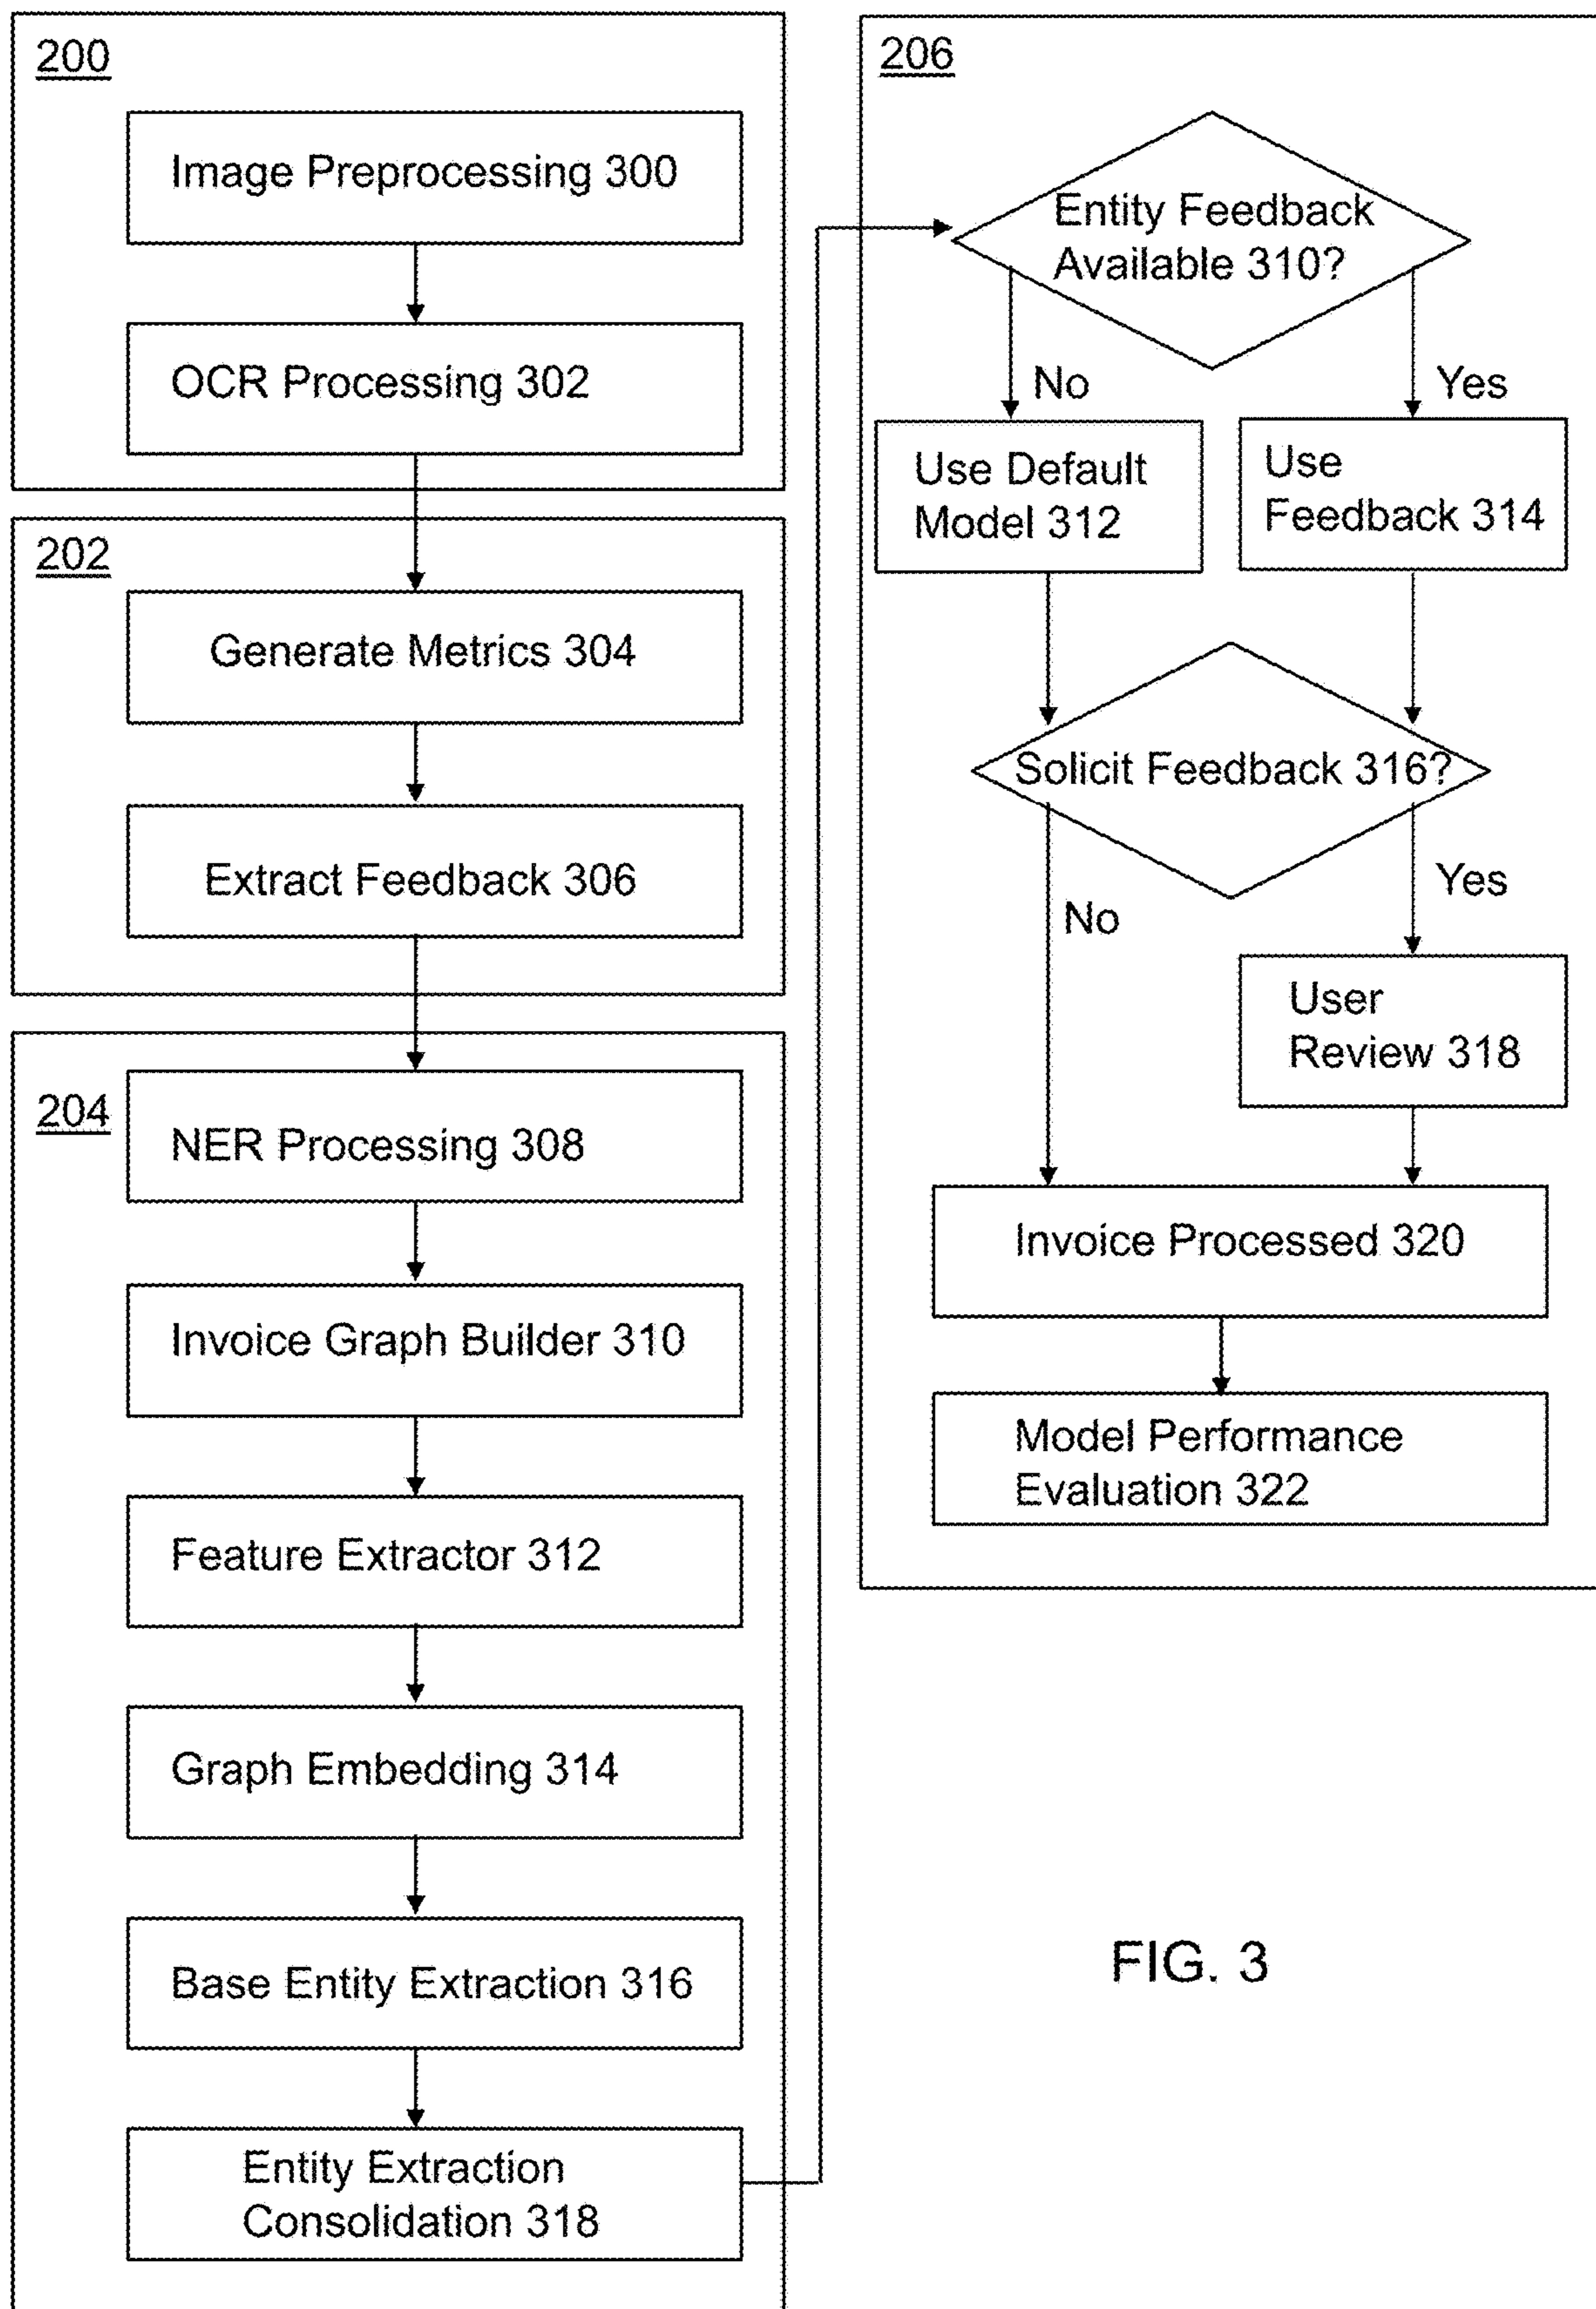 200
Image Preprocessing 300
OCR Processing 302
202
Generate Metrics 304
Extract Feedback 306
204
NER Processing 308
Invoice Graph Builder 310
Feature Extractor 312
Graph Embedding 314
Base Entity Extraction 316
Entity Extraction
Consolidation 318
206
Entity Feedback
Available 310?
No
Yes
Use Default
Model 312
Use
Feedback 314
Solicit Feedback 316?
No
Yes
User
Review 318
Invoice Processed 320
Model Performance
Evaluation 322
FIG. 3